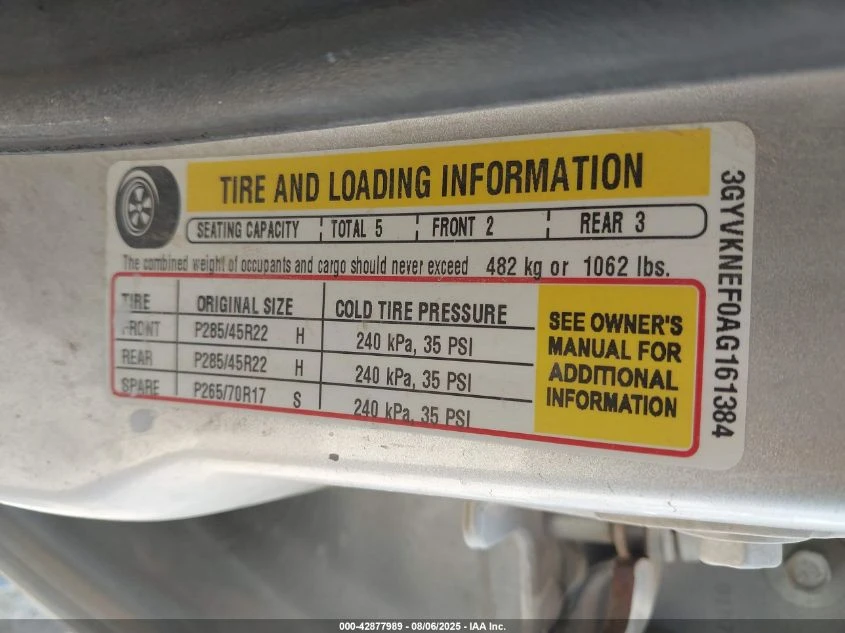 TIRE AND LOADING INFORMATION
SEATING CAPACITY TOTAL 5 FRONT 2 REAR 3
The combined weight of occupants and cargo should never exceed 482 kg or 1062 lbs.
TIRE ORIGINAL SIZE COLD TIRE PRESSURE
FRONT P285/45R22 H 240 kPa, 35 PSI
REAR P285/45R22 H 240 kPa, 35 PSI
SPARE P265/70R17 S 240 kPa, 35 PSI
SEE OWNER'S
MANUAL FOR
ADDITIONAL
INFORMATION
3GYVKNEF0AG161384
000-42877989 - 08/06/2025 - IAA Inc.